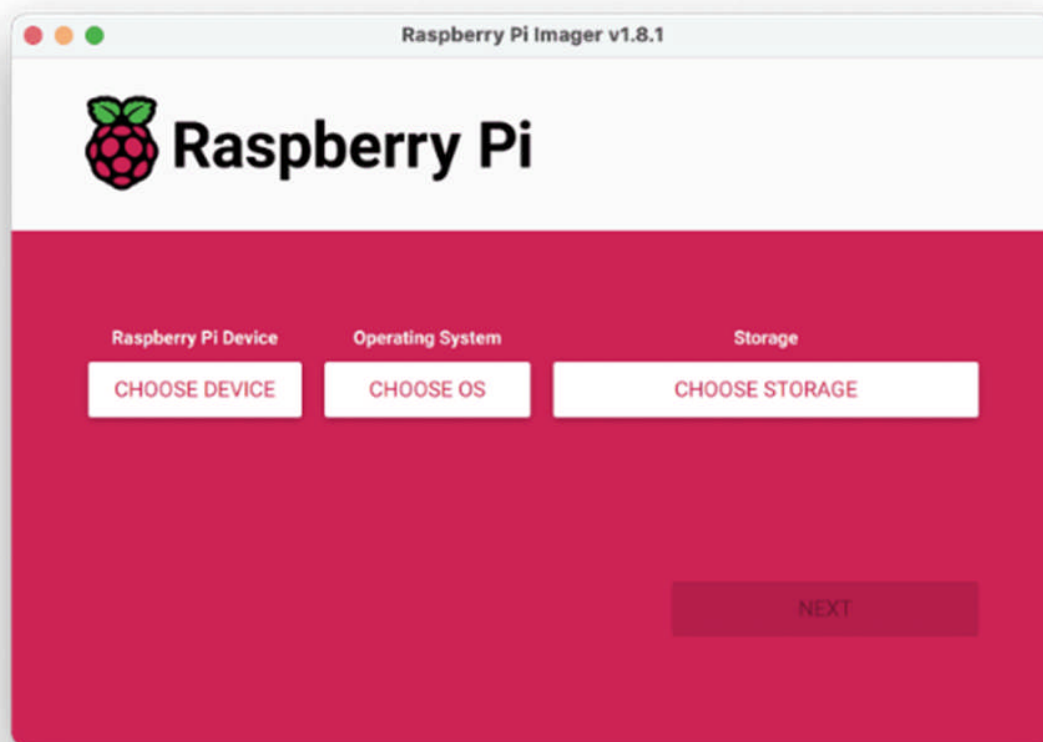 Raspberry Pi Imager v1.8.1
Raspberry Pi
Raspberry Pi Device Operating System Storage
CHOOSE DEVICE CHOOSE OS CHOOSE STORAGE
NEXT